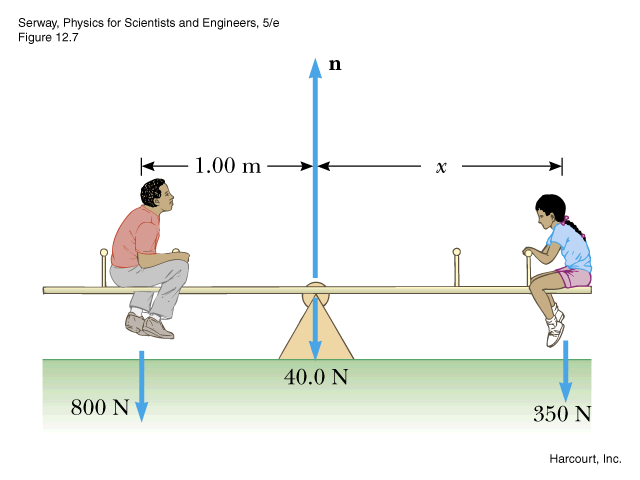 Serway, Physics for Scientists and Engineers, 5/e
Figure 12.7
n
1.00 m
x
40.0 N
800 N
350 N
Harcourt, Inc.